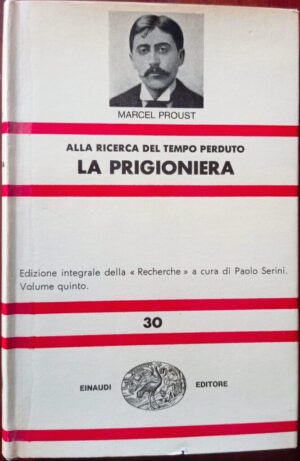 MARCEL PROUST
ALLA RICERCA DEL TEMPO PERDUTO
LA PRIGIONIERA
Edizione integrale della « Recherche » a cura di Paolo Serini.
Volume quinto.
30
EINAUDI EDITORE